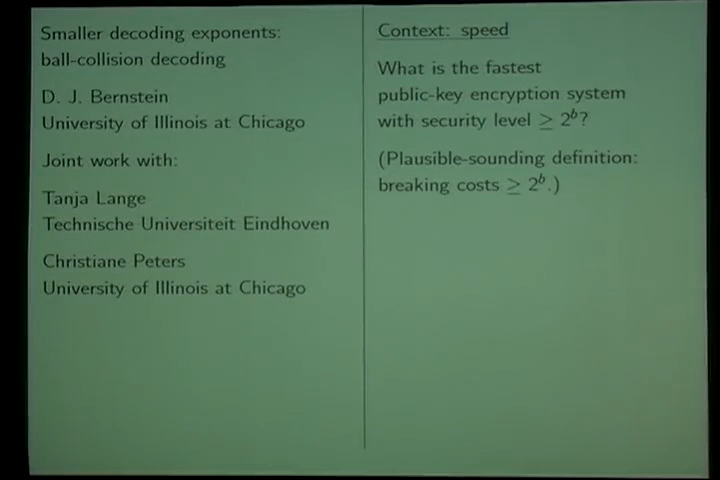 Smaller decoding exponents:
ball-collision decoding
D. J. Bernstein
University of Illinois at Chicago
Joint work with:
Tanja Lange
Technische Universiteit Eindhoven
Christiane Peters
University of Illinois at Chicago
Context: speed
What is the fastest
public-key encryption system
with security level ≥ 2ᵇ?
(Plausible-sounding definition:
breaking costs ≥ 2ᵇ.)